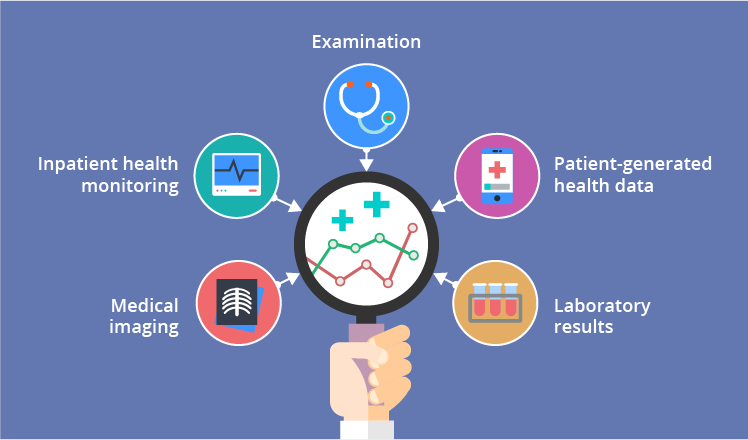 Examination
Inpatient health
monitoring
Patient-generated
health data
Medical
imaging
Laboratory
results